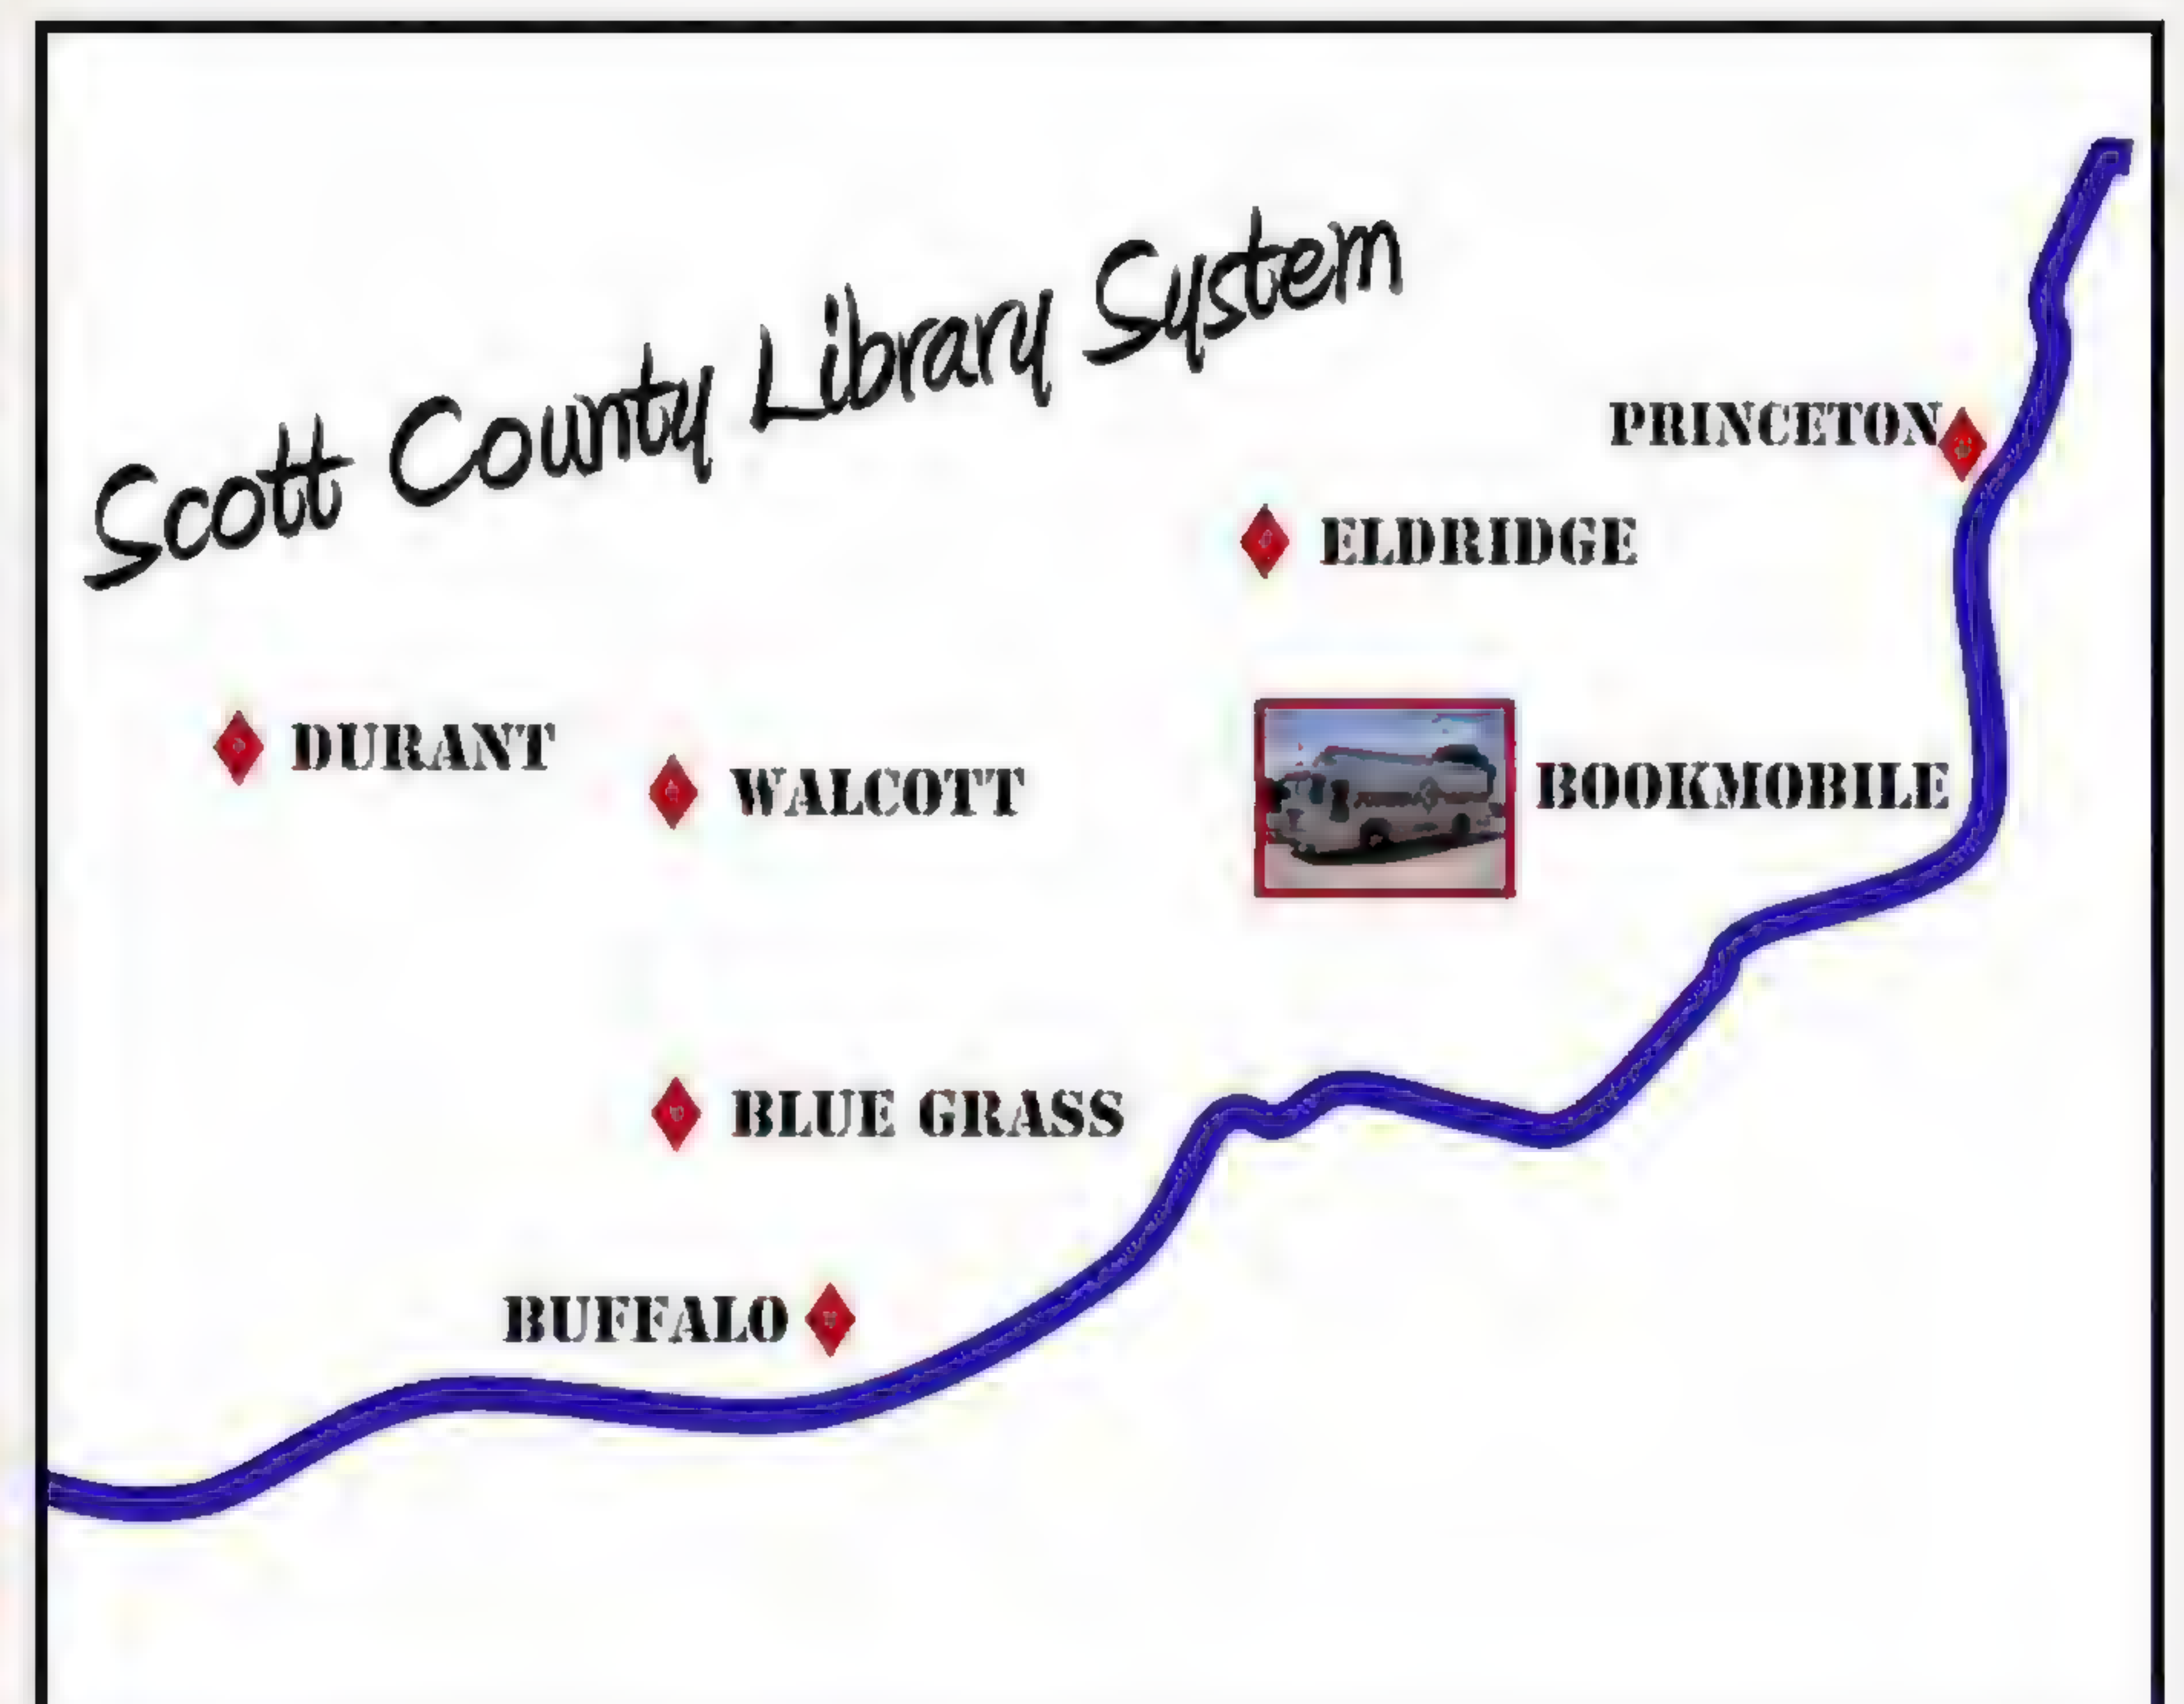 Scott County Library System
PRINCETON
ELDRIDGE
DURANT
WALCOTT
BOOKMOBILE
BLUE GRASS
BUFFALO